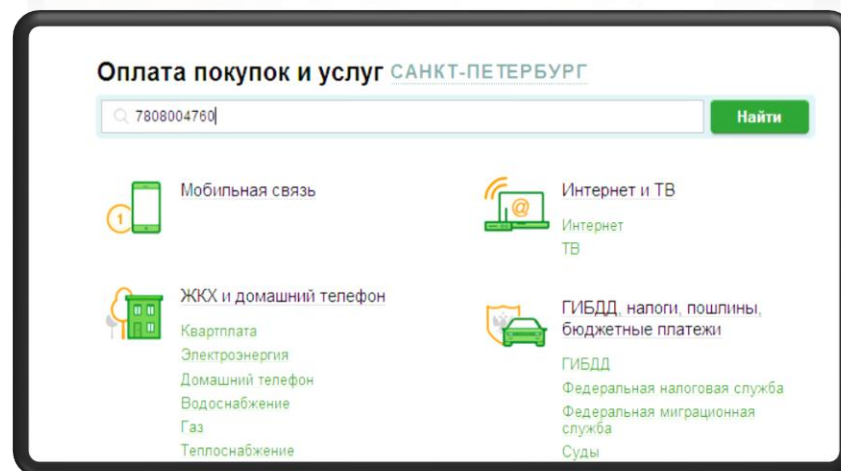 Оплата покупок и услуг САНКТ-ПЕТЕРБУРГ
7808004760
Найти
Мобильная связь
1
Интернет и ТВ
@
Интернет
ТВ
ЖКХ и домашний телефон
Квартплата
Электроэнергия
Домашний телефон
Водоснабжение
Газ
Теплоснабжение
ГИБДД, налоги, пошлины,
бюджетные платежи
ГИБДД
Федеральная налоговая служба
Федеральная миграционная
служба
Суды